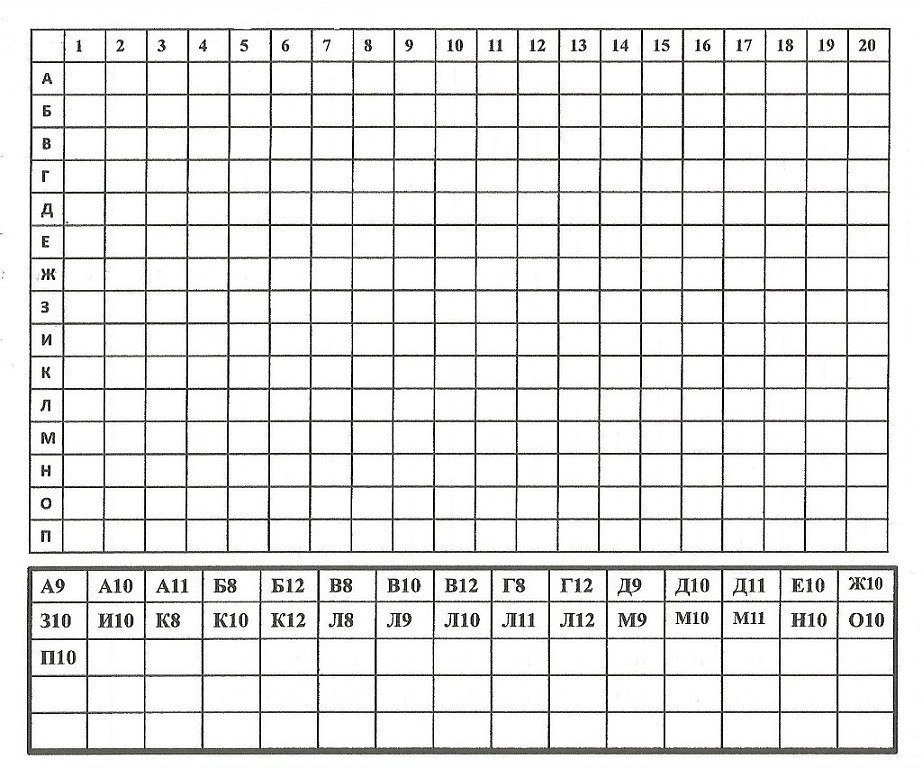 1 2 3 4 5 6 7 8 9 10 11 12 13 14 15 16 17 18 19 20
А
Б
В
Г
Д
Е
Ж
З
И
К
Л
М
Н
О
П
А9 А10 А11 Б8 Б12 В8 В10 В12 Г8 Г12 Д9 Д10 Д11 Е10 Ж10
З10 И10 К8 К10 К12 Л8 Л9 Л10 Л11 Л12 М9 М10 М11 Н10 О10
П10